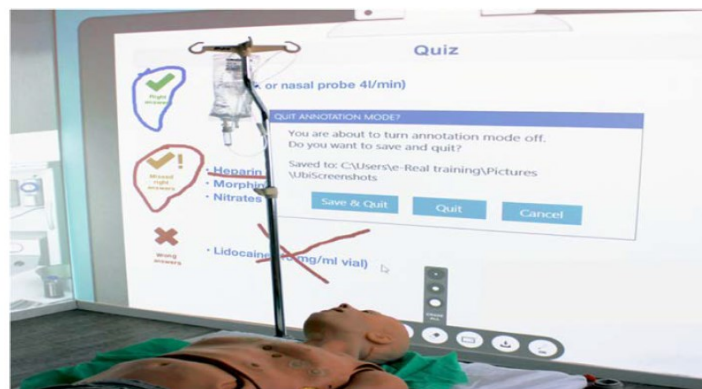 Quiz
Right
answers
or nasal probe 4l/min)
QUIT ANNOTATION MODE?
You are about to turn annotation mode off.
Do you want to save and quit?
Saved to: C:\Users\e-Real training\Pictures
\UbiScreenshots
Save & Quit
Quit
Cancel
Missed
right
answers
• Heparin
• Morphin
• Nitrates
Wrong
answers
• Lidocaine mg/ml vial)